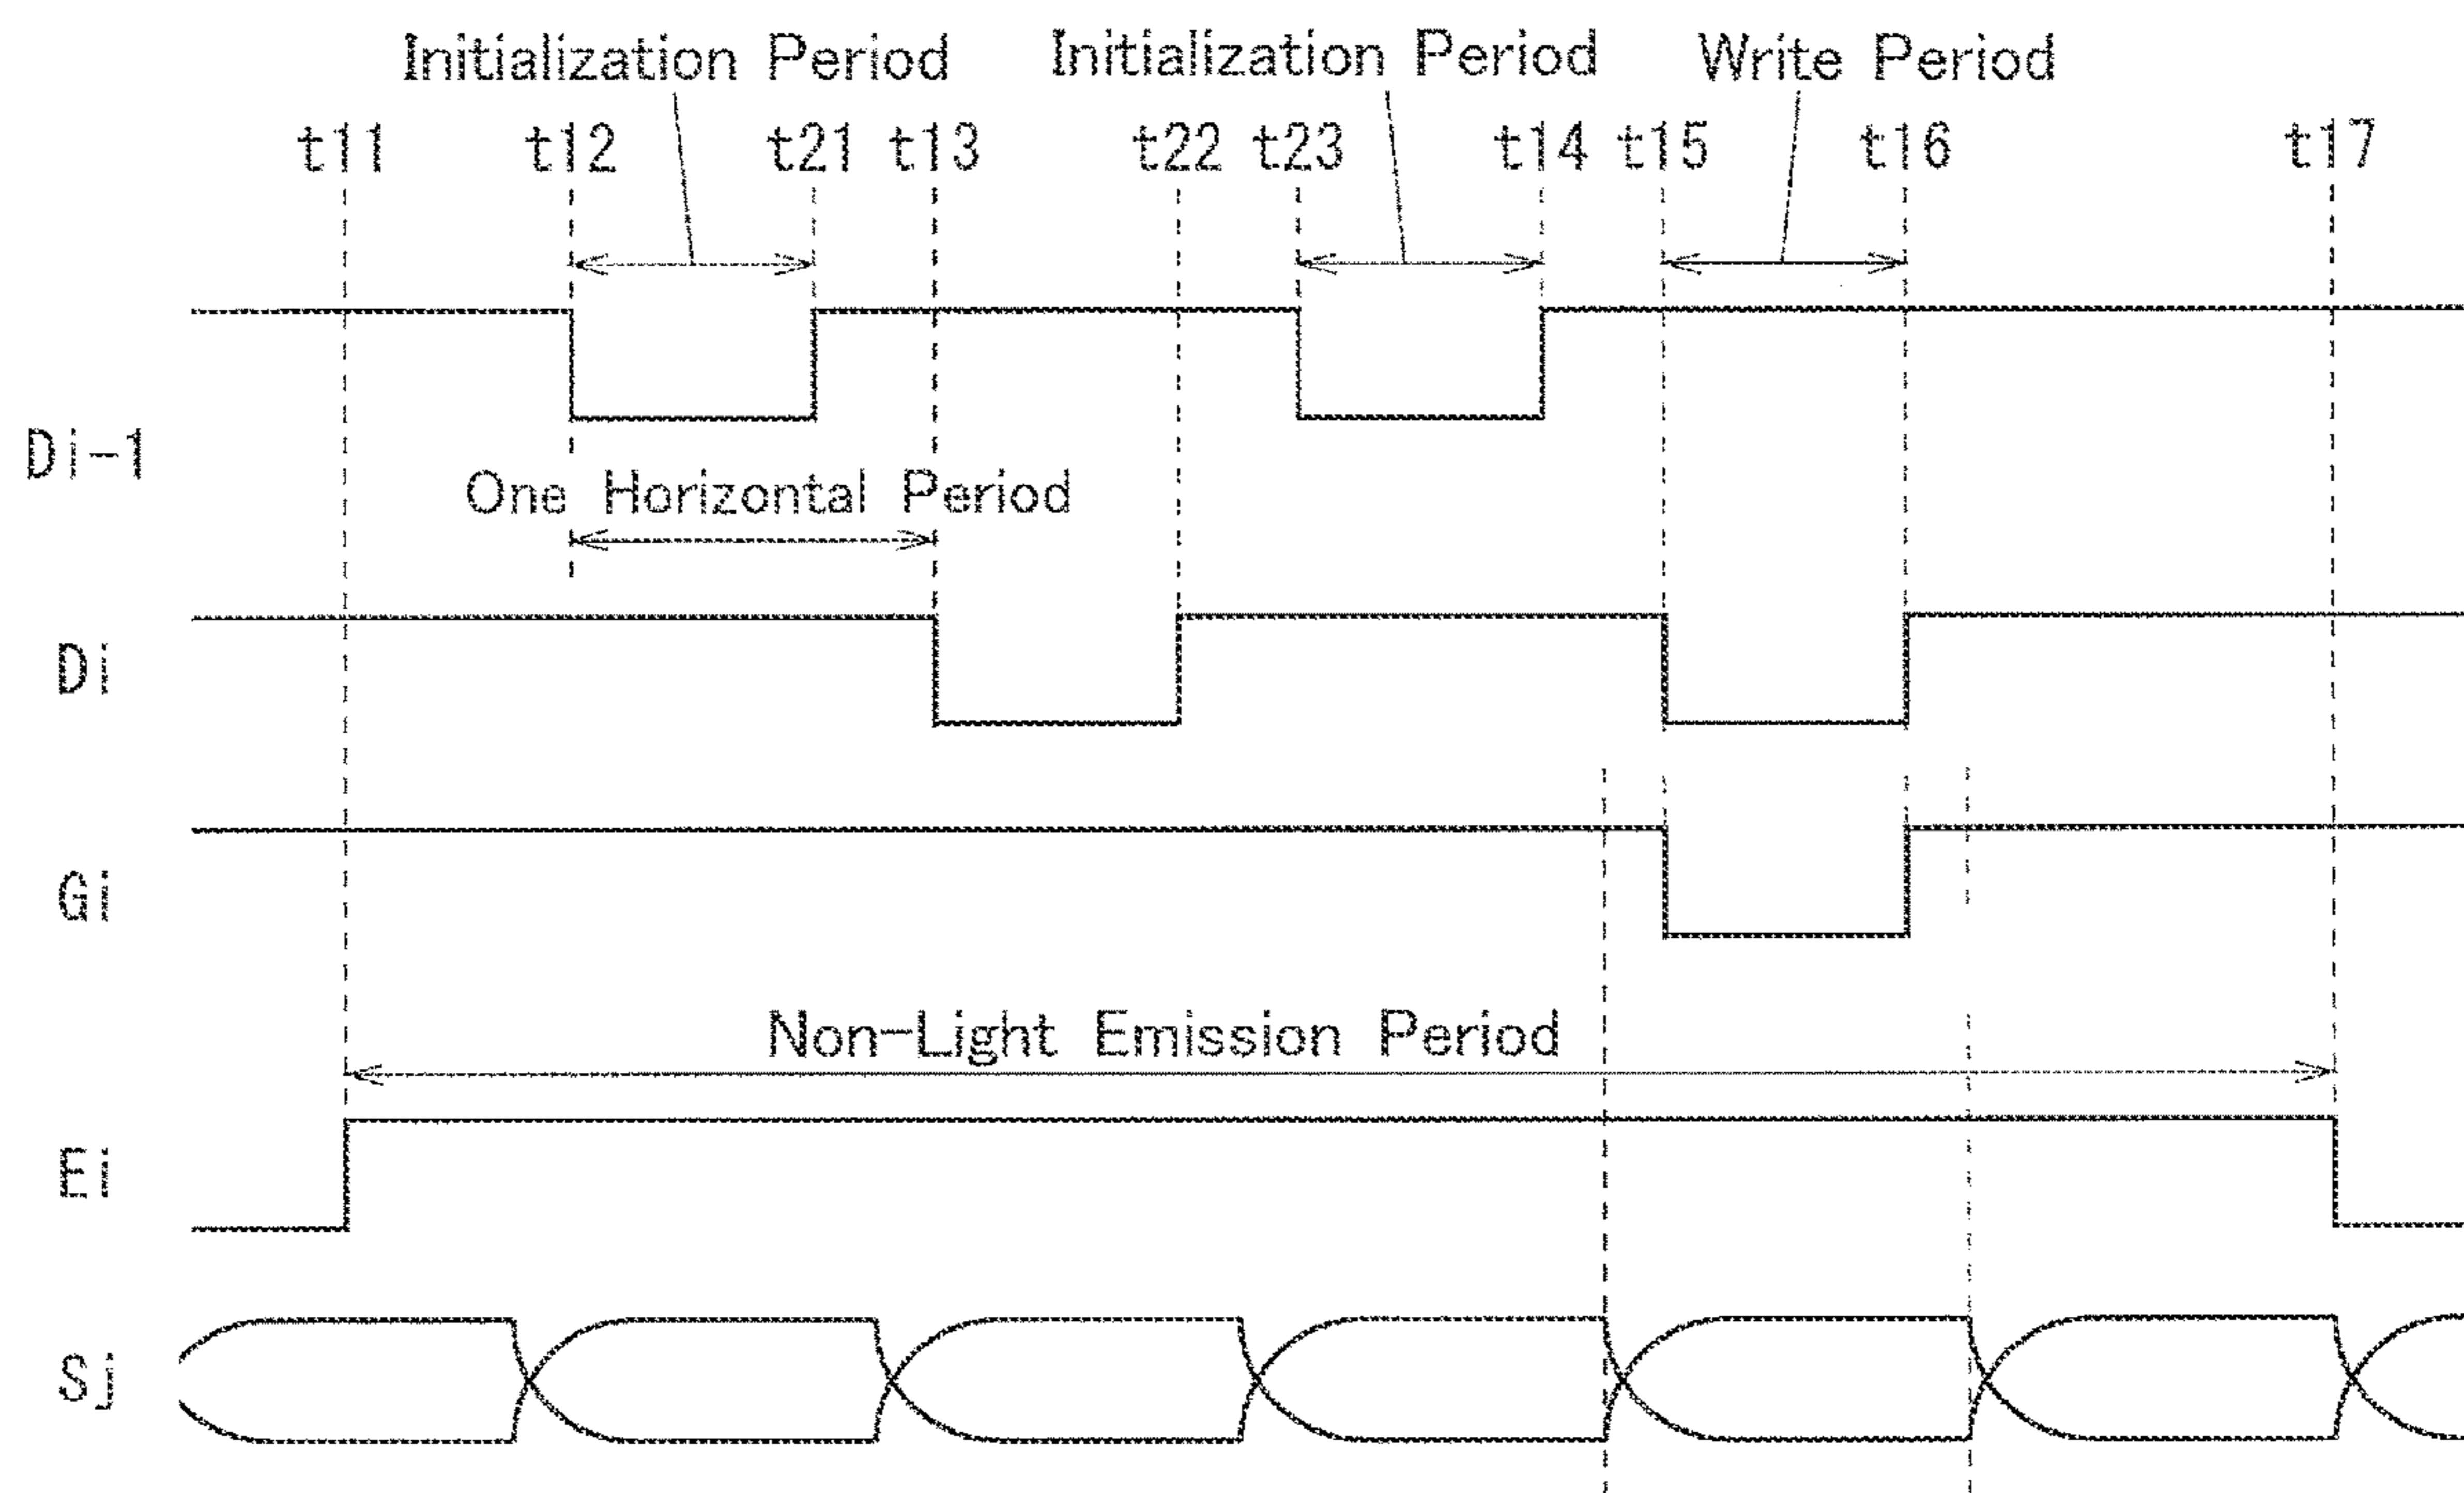 Initialization Period Initialization Period Write Period
t11 t12 t21 t13 t22 t23 t14 t15 t16 t17
Di-1
One Horizontal Period
Di
Gi
Non-Light Emission Period
Ei
Sj